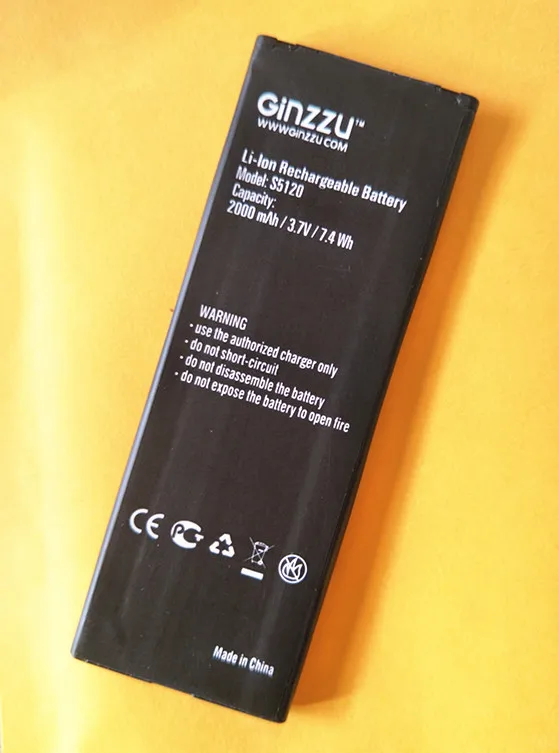 GINZZU™
WWW.GINZZU.COM
Li-Ion Rechargeable Battery
Model: S5120
Capacity:
2000 mAh / 3.7V / 7.4 Wh
WARNING
• use the authorized charger only
• do not short-circuit
• do not disassemble the battery
• do not expose the battery to open fire
CE
Made in China